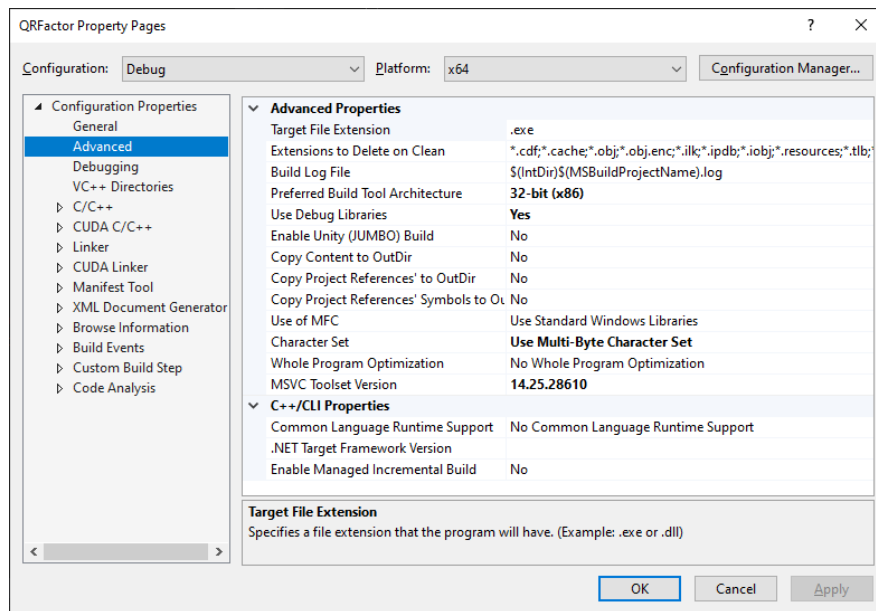 QRFactor Property Pages
? ×
Configuration: Debug Platform: x64 Configuration Manager...
Configuration Properties
General
Advanced
Debugging
VC++ Directories
C/C++
CUDA C/C++
Linker
CUDA Linker
Manifest Tool
XML Document Generator
Browse Information
Build Events
Custom Build Step
Code Analysis
Advanced Properties
Target File Extension .exe
Extensions to Delete on Clean *.cdf;*.cache;*.obj;*.obj.enc;*.ilk;*.ipdb;*.iobj;*.resources;*.tlb;*
Build Log File $(IntDir)$(MSBuildProjectName).log
Preferred Build Tool Architecture 32-bit (x86)
Use Debug Libraries Yes
Enable Unity (JUMBO) Build No
Copy Content to OutDir No
Copy Project References' to OutDir No
Copy Project References' Symbols to Ou No
Use of MFC Use Standard Windows Libraries
Character Set Use Multi-Byte Character Set
Whole Program Optimization No Whole Program Optimization
MSVC Toolset Version 14.25.28610
C++/CLI Properties
Common Language Runtime Support No Common Language Runtime Support
.NET Target Framework Version
Enable Managed Incremental Build No
Target File Extension
Specifies a file extension that the program will have. (Example: .exe or .dll)
< >
OK Cancel Apply